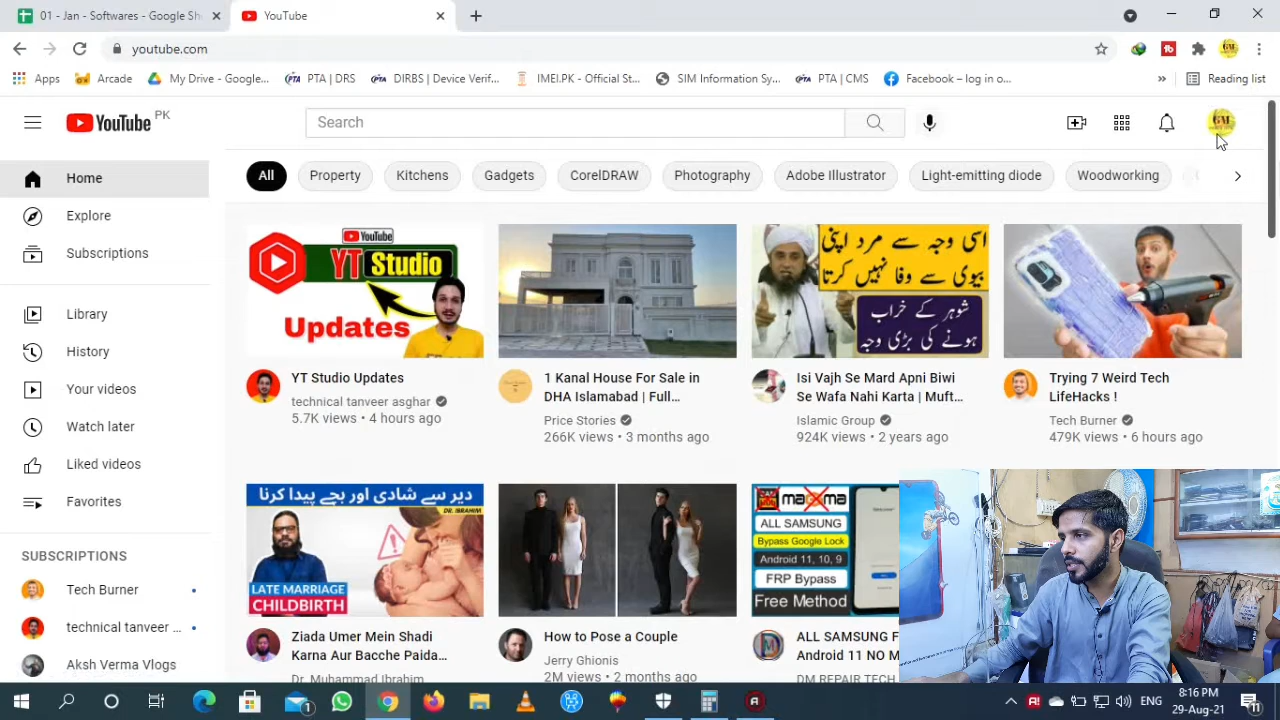 01 - Jan - Softwares - Google Sh
YouTube
youtube.com
Apps
Arcade
My Drive - Google...
PTA | DRS
DIRBS | Device Verif...
IMEI.PK - Official St...
SIM Information Sy...
PTA | CMS
Facebook – log in o...
»
Reading list
YouTube PK
Search
GM
Home
Explore
Subscriptions
Library
History
Your videos
Watch later
Liked videos
Favorites
SUBSCRIPTIONS
Tech Burner
technical tanveer ...
Aksh Verma Vlogs
All
Property
Kitchens
Gadgets
CorelDRAW
Photography
Adobe Illustrator
Light-emitting diode
Woodworking
YouTube
YT Studio
Updates
YT Studio Updates
technical tanveer asghar
5.7K views • 4 hours ago
1 Kanal House For Sale in
DHA Islamabad | Full...
Price Stories
266K views • 3 months ago
اسی وجہ سے مرد اپنی
بیوی سے وفا نہیں کرتا
شوہر کے خراب
ہونے کی بڑی وجہ
Isi Vajh Se Mard Apni Biwi
Se Wafa Nahi Karta | Muft...
Islamic Group
924K views • 2 years ago
Trying 7 Weird Tech
LifeHacks !
Tech Burner
479K views • 6 hours ago
دیر سے شادی اور بچے پیدا کرنا
DR. IBRAHIM
LATE MARRIAGE
CHILDBIRTH
Ziada Umer Mein Shadi
Karna Aur Bacche Paida...
Dr. Muhammad Ibrahim
How to Pose a Couple
Jerry Ghionis
2M views • 2 months ago
ALL SAMSUNG
Bypass Google Lock
Android 11, 10, 9
FRP Bypass
Free Method
ALL SAMSUNG F
Android 11 NO M
DM REPAIR TECH
1
ENG
8:16 PM
29-Aug-21
11